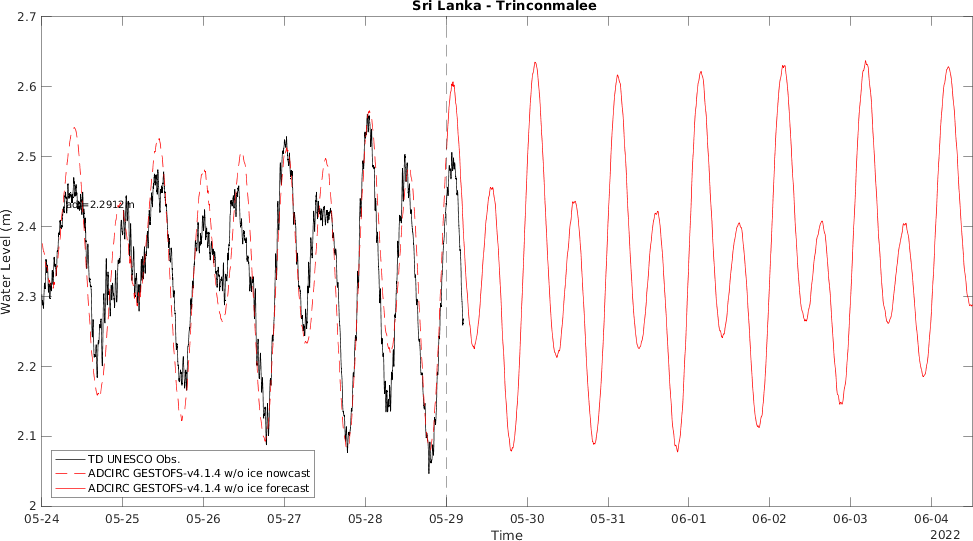 Sri Lanka - Trinconmalee
2.7
2.6
2.5
2.4
2.3
2.2
2.1
2
Water Level (m)
=2.2912m
TD UNESCO Obs.
ADCIRC GESTOFS-v4.1.4 w/o ice nowcast
ADCIRC GESTOFS-v4.1.4 w/o ice forecast
05-24 05-25 05-26 05-27 05-28 05-29 05-30 05-31 06-01 06-02 06-03 06-04
Time
2022